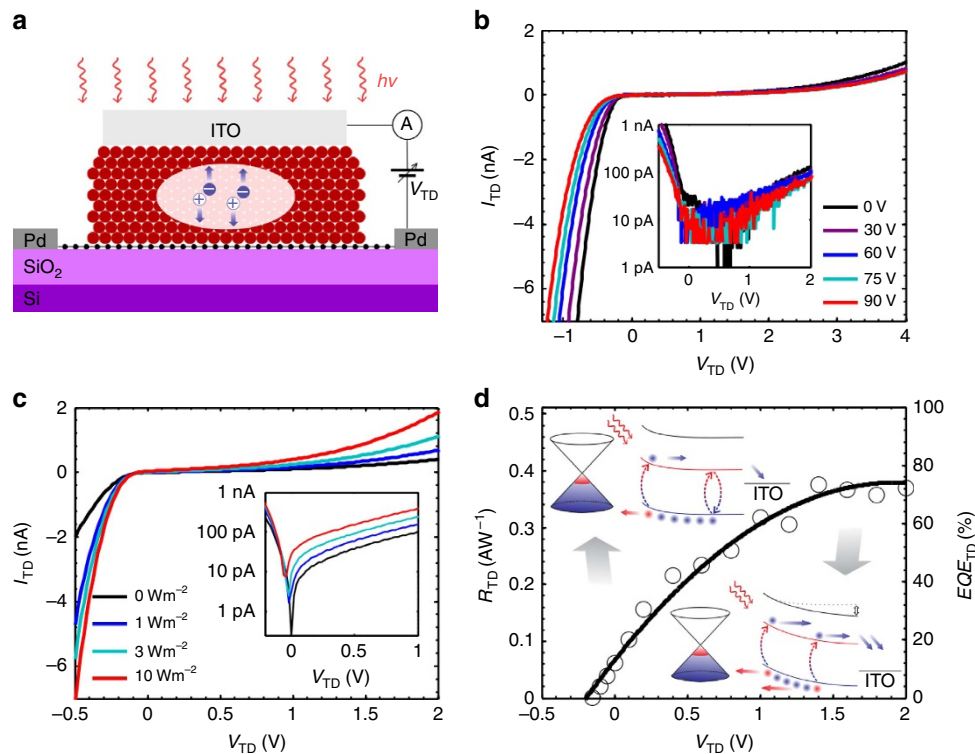 a
hv
ITO
A
V_TD
Pd
Pd
SiO2
Si
b
2
0
−2
−4
−6
I_TD (nA)
1 nA
100 pA
10 pA
1 pA
0
1
2
V_TD (V)
0 V
30 V
60 V
75 V
90 V
−1
0
1
2
3
4
V_TD (V)
c
2
0
−2
−4
−6
I_TD (nA)
1 nA
100 pA
10 pA
1 pA
0
1
V_TD (V)
0 Wm⁻²
1 Wm⁻²
3 Wm⁻²
10 Wm⁻²
−0.5
0
0.5
1
1.5
2
V_TD (V)
d
0.5
0.4
0.3
0.2
0.1
0
R_TD (AW⁻¹)
ITO
ITO
100
80
60
40
20
0
EQE_TD (%)
−0.5
0
0.5
1.0
1.5
2
V_TD (V)